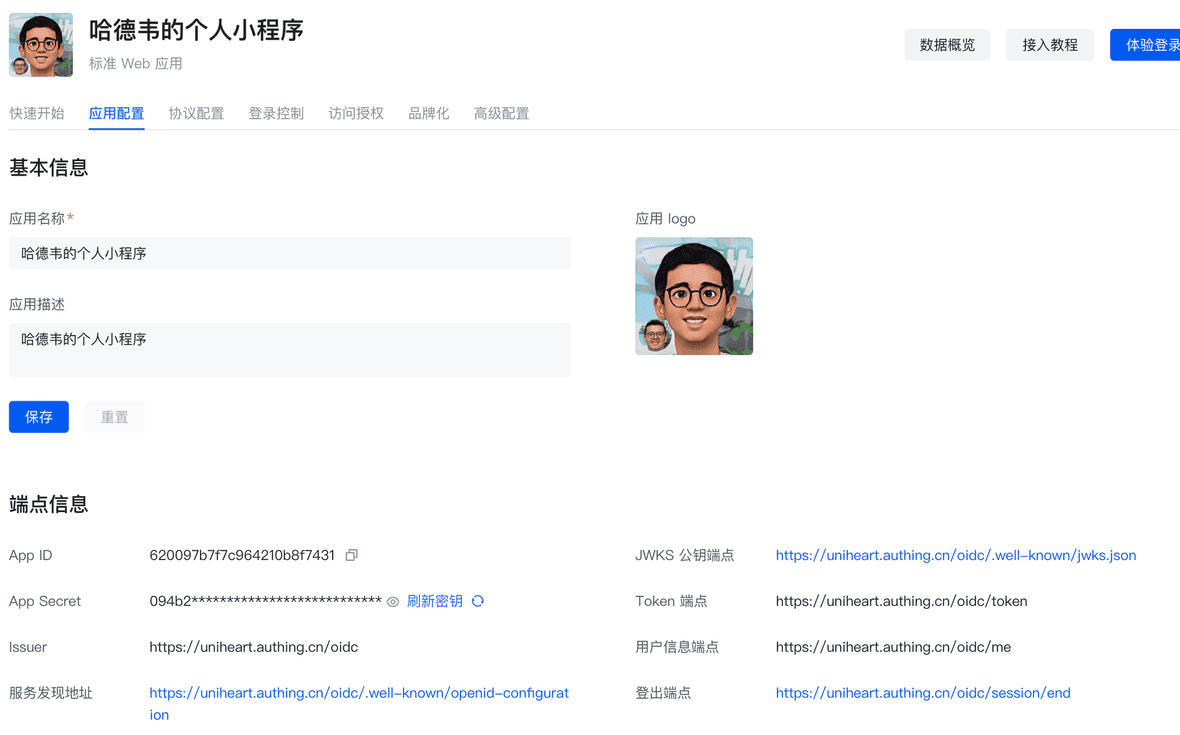 哈德韦的个人小程序
标准 Web 应用
数据概览 接入教程 体验登录
快速开始 应用配置 协议配置 登录控制 访问授权 品牌化 高级配置
基本信息
应用名称*
哈德韦的个人小程序
应用描述
哈德韦的个人小程序
应用 logo
保存 重置
端点信息
App ID 620097b7f7c964210b8f7431
JWKS 公钥端点 https://uniheart.authing.cn/oidc/.well-known/jwks.json
App Secret 094b2*************************** 刷新密钥
Token 端点 https://uniheart.authing.cn/oidc/token
Issuer https://uniheart.authing.cn/oidc
用户信息端点 https://uniheart.authing.cn/oidc/me
服务发现地址 https://uniheart.authing.cn/oidc/.well-known/openid-configurat
ion
登出端点 https://uniheart.authing.cn/oidc/session/end